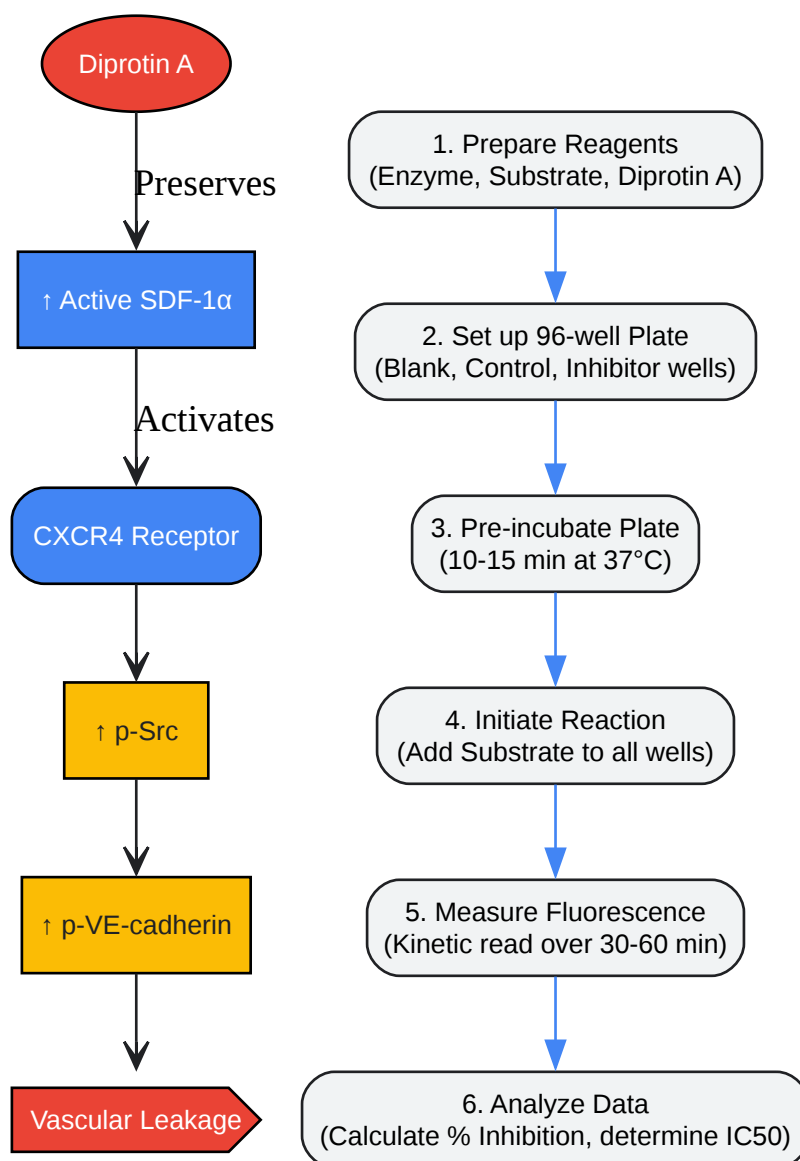 Diprotin A
Preserves
↑ Active SDF-1α
Activates
CXCR4 Receptor
↑ p-Src
↑ p-VE-cadherin
Vascular Leakage
1. Prepare Reagents
(Enzyme, Substrate, Diprotin A)
2. Set up 96-well Plate
(Blank, Control, Inhibitor wells)
3. Pre-incubate Plate
(10-15 min at 37°C)
4. Initiate Reaction
(Add Substrate to all wells)
5. Measure Fluorescence
(Kinetic read over 30-60 min)
6. Analyze Data
(Calculate % Inhibition, determine IC50)